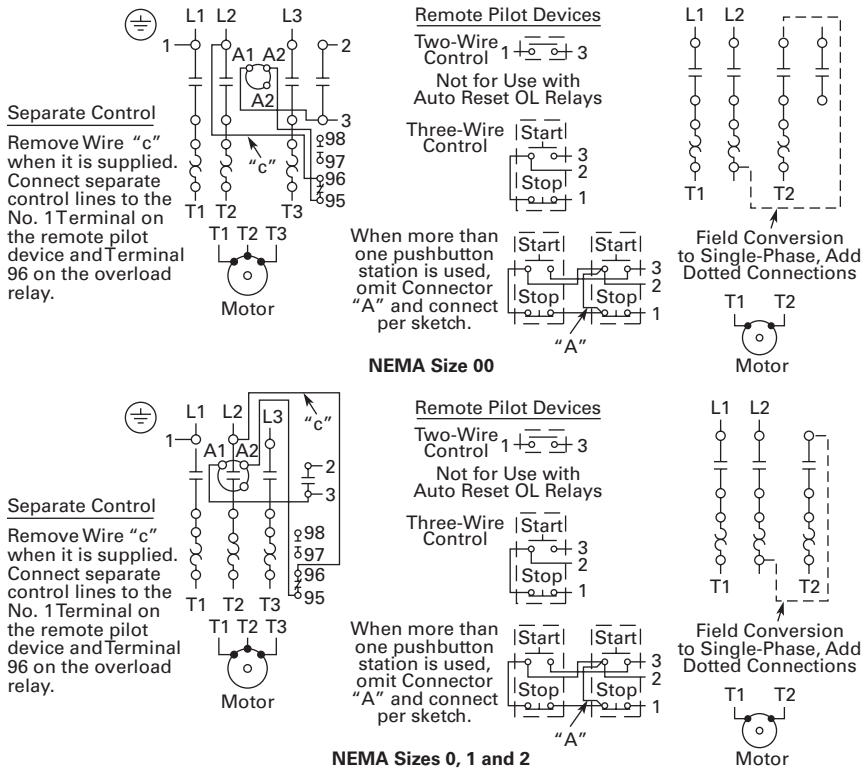 L1 L2 L3
1 2
A1 A2
A2
3
98
97
"c" 96
95
T1 T2 T3
T1 T2 T3
Motor
Separate Control
Remove Wire "c"
when it is supplied.
Connect separate
control lines to the
No. 1 Terminal on
the remote pilot
device and Terminal
96 on the overload
relay.
Remote Pilot Devices
Two-Wire
Control 1 3
Not for Use with
Auto Reset OL Relays
Three-Wire
Control
Start
3
2
Stop
1
When more than
one pushbutton
station is used,
omit Connector
"A" and connect
per sketch.
Start Start
3
2
Stop Stop
1
"A"
L1 L2
T1 T2
Field Conversion
to Single-Phase, Add
Dotted Connections
T1 T2
Motor
NEMA Size 00
L1 L2 L3
"c"
1
A1 A2
2
3
98
97
96
95
T1 T2 T3
T1 T2 T3
Motor
Separate Control
Remove Wire "c"
when it is supplied.
Connect separate
control lines to the
No. 1 Terminal on
the remote pilot
device and Terminal
96 on the overload
relay.
Remote Pilot Devices
Two-Wire
Control 1 3
Not for Use with
Auto Reset OL Relays
Three-Wire
Control
Start
3
2
Stop
1
When more than
one pushbutton
station is used,
omit Connector
"A" and connect
per sketch.
Start Start
3
2
Stop Stop
1
"A"
L1 L2
T1 T2
Field Conversion
to Single-Phase, Add
Dotted Connections
T1 T2
Motor
NEMA Sizes 0, 1 and 2